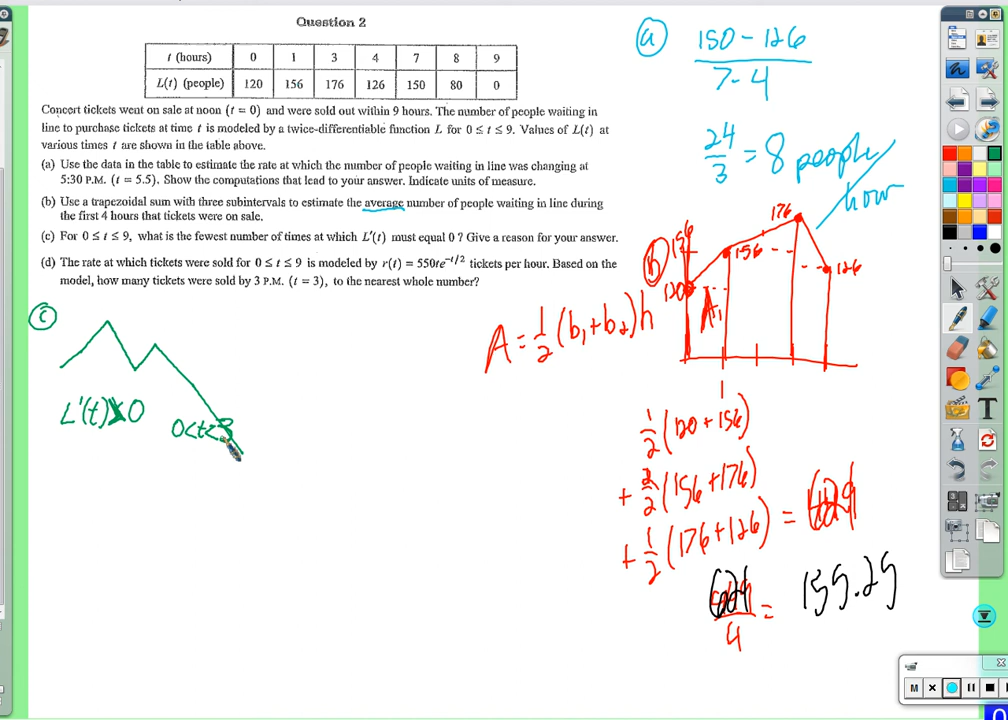 Question 2
t (hours) 0 1 3 4 7 8 9
L(t) (people) 120 156 176 126 150 80 0
Concert tickets went on sale at noon (t = 0) and were sold out within 9 hours. The number of people waiting in
line to purchase tickets at time t is modeled by a twice-differentiable function L for 0 ≤ t ≤ 9. Values of L(t) at
various times t are shown in the table above.
(a) Use the data in the table to estimate the rate at which the number of people waiting in line was changing at
5:30 P.M. (t = 5.5). Show the computations that lead to your answer. Indicate units of measure.
(b) Use a trapezoidal sum with three subintervals to estimate the average number of people waiting in line during
the first 4 hours that tickets were on sale.
(c) For 0 ≤ t ≤ 9, what is the fewest number of times at which L′(t) must equal 0 ? Give a reason for your answer.
(d) The rate at which tickets were sold for 0 ≤ t ≤ 9 is modeled by r(t) = 550te^(−t/2) tickets per hour. Based on the
model, how many tickets were sold by 3 P.M. (t = 3), to the nearest whole number?
(a) 150 - 126
7 - 4
24/3 = 8 people/hour
(b)
176
156
156
120
126
A₁
A = 1/2 (b₁ + b₂) h
1
1/2 (120 + 156)
+ 2/2 (156 + 176)
+ 1/2 (176 + 126) =
621/4 = 155.25
(c)
L'(t) > 0
0 < t < 3
M